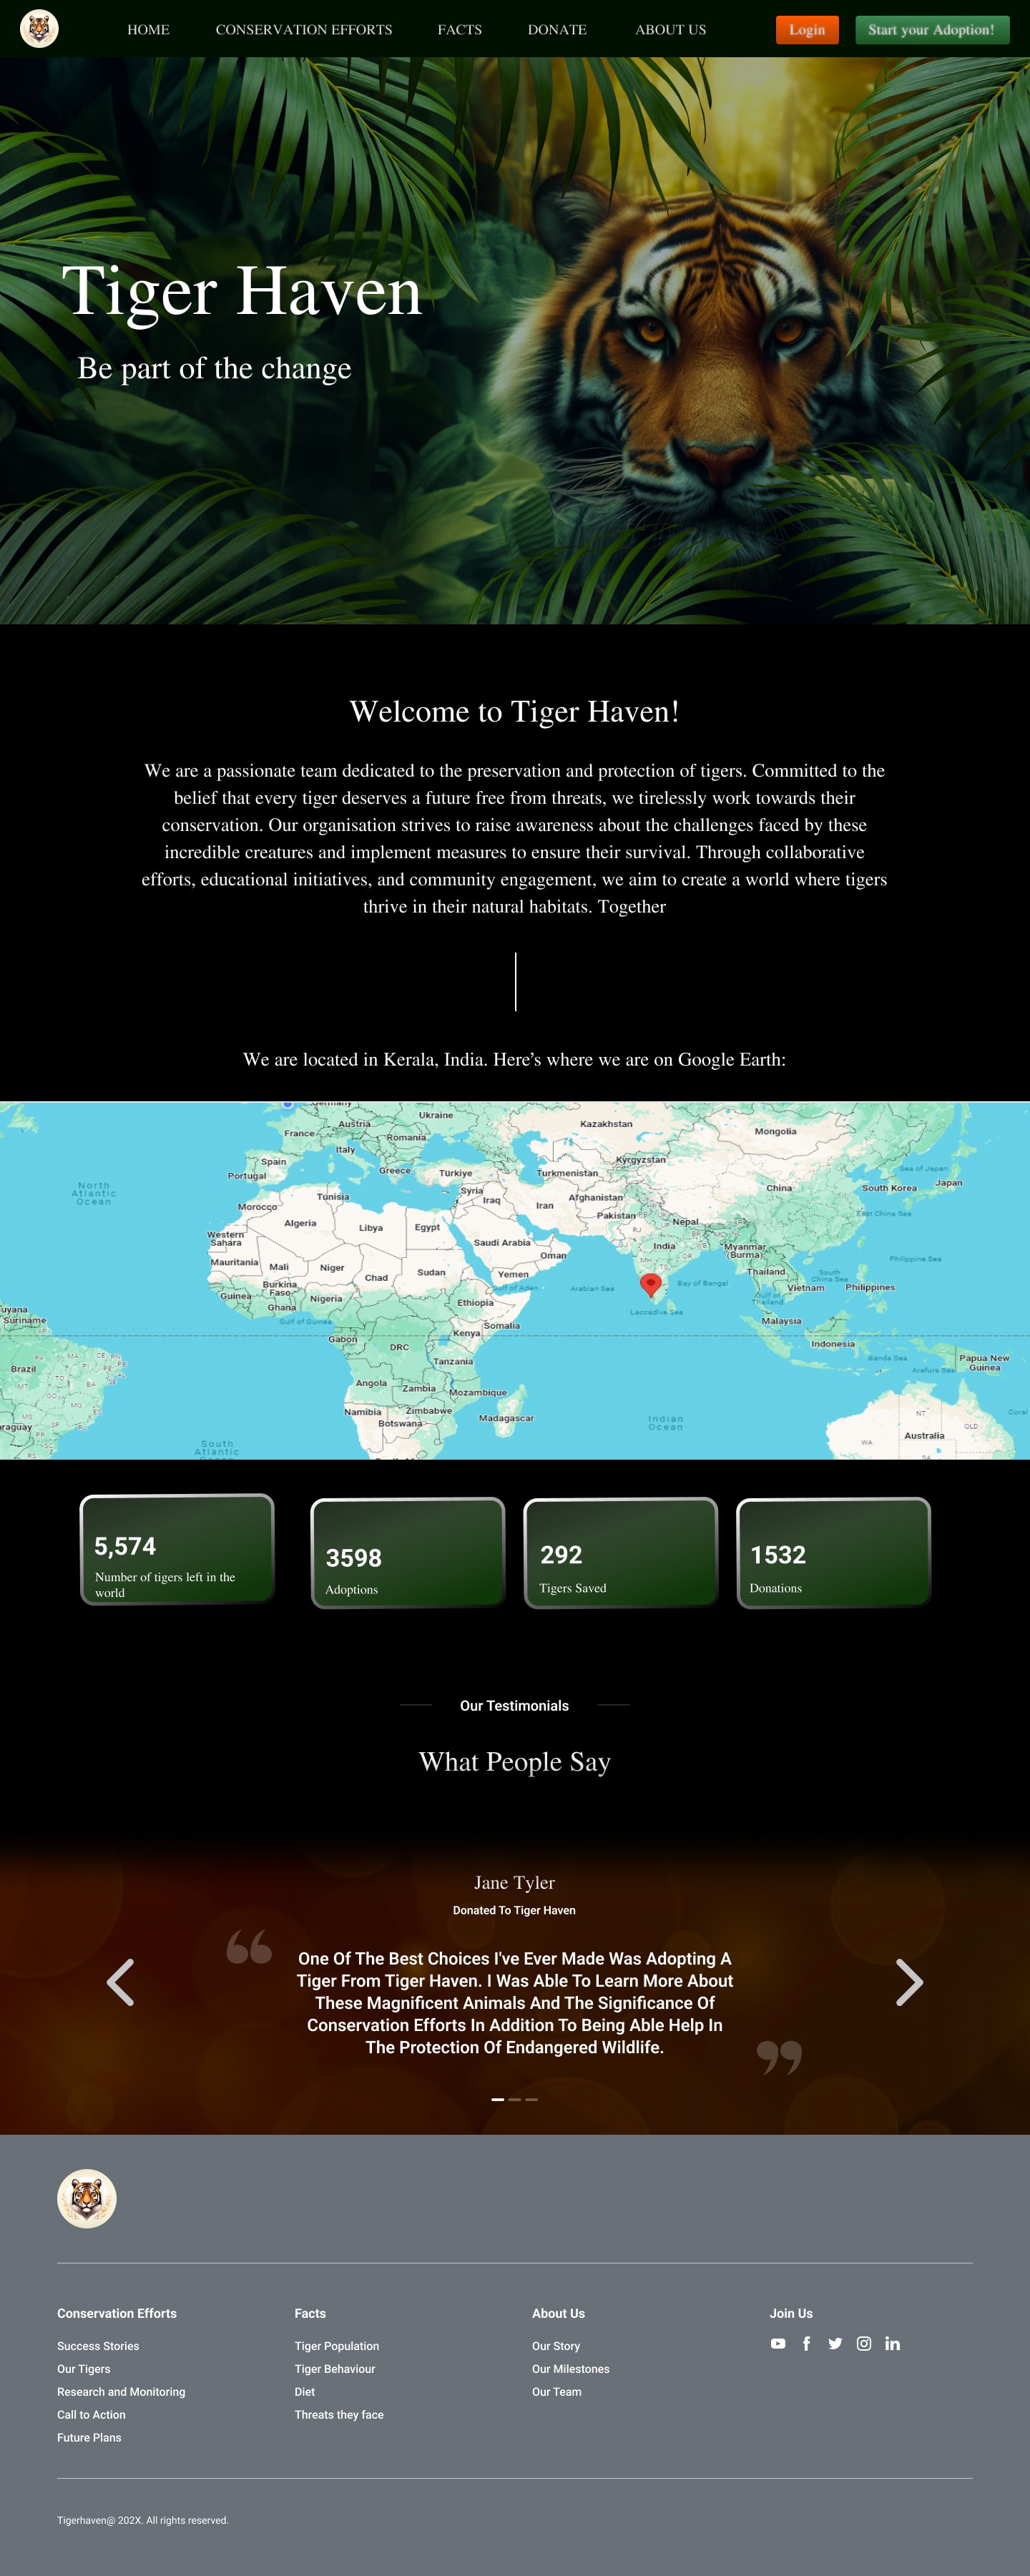 HOME CONSERVATION EFFORTS FACTS DONATE ABOUT US Login Start your Adoption!
Tiger Haven
Be part of the change
Welcome to Tiger Haven!
We are a passionate team dedicated to the preservation and protection of tigers. Committed to the
belief that every tiger deserves a future free from threats, we tirelessly work towards their
conservation. Our organisation strives to raise awareness about the challenges faced by these
incredible creatures and implement measures to ensure their survival. Through collaborative
efforts, educational initiatives, and community engagement, we aim to create a world where tigers
thrive in their natural habitats. Together
We are located in Kerala, India. Here’s where we are on Google Earth:
Germany
Ukraine
Austria
Kazakhstan
France
Romania
Mongolia
Italy
Spain
Kyrgyzstan
Portugal
Greece
Türkiye
Turkmenistan
Sea of Japan
North
Atlantic
Ocean
Syria
China
South Korea
Japan
Tunisia
Iraq
Afghanistan
Morocco
Iran
Pakistan
East China Sea
Algeria
Libya
Egypt
Nepal
Western
Sahara
Saudi Arabia
India
Myanmar
(Burma)
Oman
Philippine Sea
Mauritania
Mali
Niger
Chad
Sudan
Yemen
Thailand
South
China Sea
Burkina
Faso
Gulf of Aden
Arabian Sea
Bay of Bengal
Vietnam
Philippines
Guinea
Nigeria
Gulf of
Thailand
Ghana
Ethiopia
Laccadive Sea
Gulf of Guinea
Somalia
Malaysia
uyana
Suriname
Gabon
Kenya
Indonesia
DRC
Banda Sea
Papua New
Guinea
Brazil
Tanzania
Arafura Sea
Angola
Zambia
Mozambique
Namibia
Zimbabwe
Botswana
Madagascar
Indian
Ocean
NT
QLD
Coral
raguay
Australia
WA
South
Atlantic
Ocean
5,574
Number of tigers left in the
world
3598
Adoptions
292
Tigers Saved
1532
Donations
Our Testimonials
What People Say
Jane Tyler
Donated To Tiger Haven
One Of The Best Choices I've Ever Made Was Adopting A
Tiger From Tiger Haven. I Was Able To Learn More About
These Magnificent Animals And The Significance Of
Conservation Efforts In Addition To Being Able Help In
The Protection Of Endangered Wildlife.
Conservation Efforts
Success Stories
Our Tigers
Research and Monitoring
Call to Action
Future Plans
Facts
Tiger Population
Tiger Behaviour
Diet
Threats they face
About Us
Our Story
Our Milestones
Our Team
Join Us
Tigerhaven@ 202X. All rights reserved.